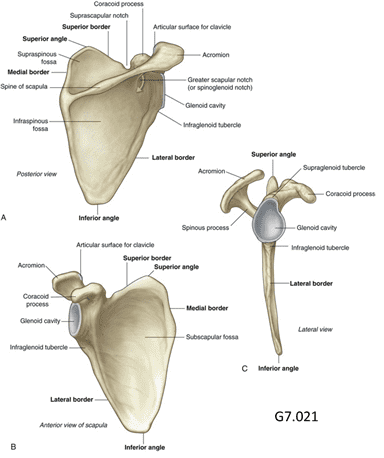 Coracoid process
Suprascapular notch
Articular surface for clavicle
Superior border
Superior angle
Supraspinous
fossa
Acromion
Medial border
Spine of scapula
Greater scapular notch
(or spinoglenoid notch)
Glenoid cavity
Infraspinous
fossa
Infraglenoid tubercle
Lateral border
Posterior view
Inferior angle
A
Superior angle
Supraglenoid tubercle
Acromion
Coracoid process
Spinous process
Glenoid cavity
Infraglenoid tubercle
Lateral border
Lateral view
Inferior angle
C
Articular surface for clavicle
Superior border
Superior angle
Acromion
Coracoid
process
Medial border
Glenoid cavity
Infraglenoid tubercle
Subscapular fossa
Lateral border
Anterior view of scapula
Inferior angle
B
G7.021